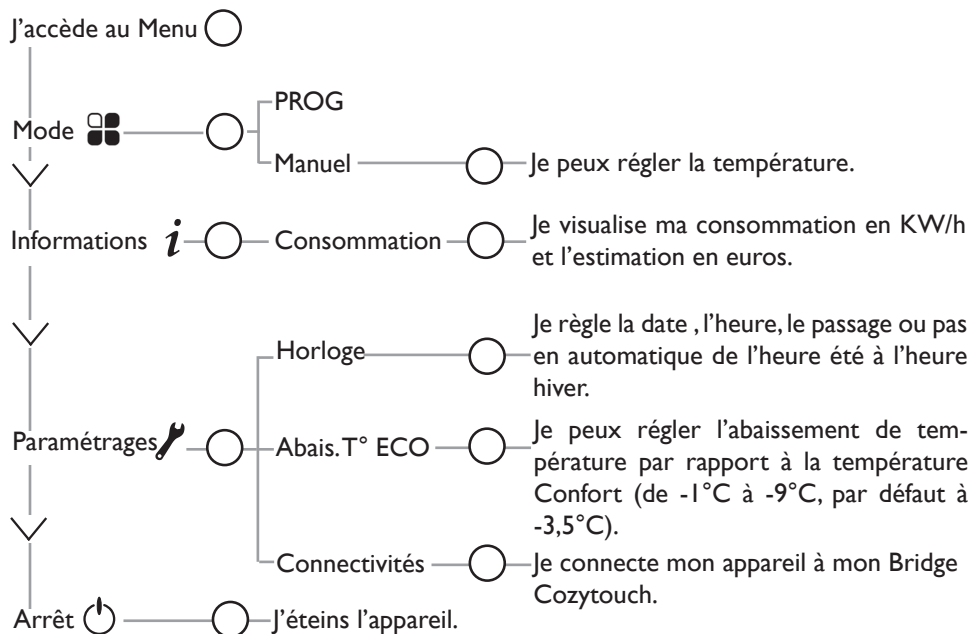 J'accède au Menu
PROG
Mode
Manuel
Je peux régler la température.
Informations i
Consommation
Je visualise ma consommation en KW/h
et l'estimation en euros.
Horloge
Je règle la date , l'heure, le passage ou pas
en automatique de l'heure été à l'heure
hiver.
Paramétrages
Abais.T° ECO
Je peux régler l'abaissement de tem-
pérature par rapport à la température
Confort (de -1°C à -9°C, par défaut à
-3,5°C).
Connectivités
Je connecte mon appareil à mon Bridge
Cozytouch.
Arrêt
J'éteins l'appareil.